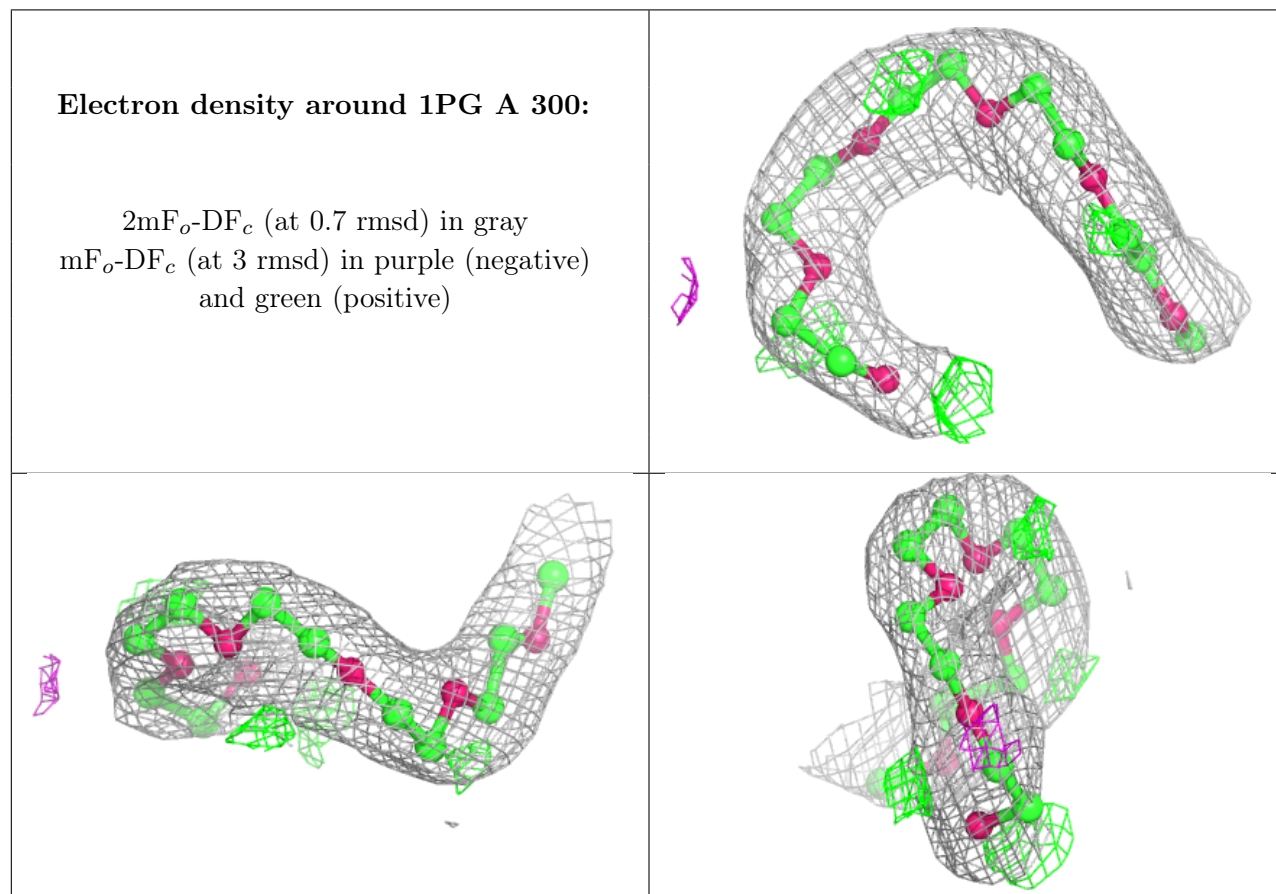 Electron density around 1PG A 300:
2mFo-DFc (at 0.7 rmsd) in gray
mFo-DFc (at 3 rmsd) in purple (negative)
and green (positive)